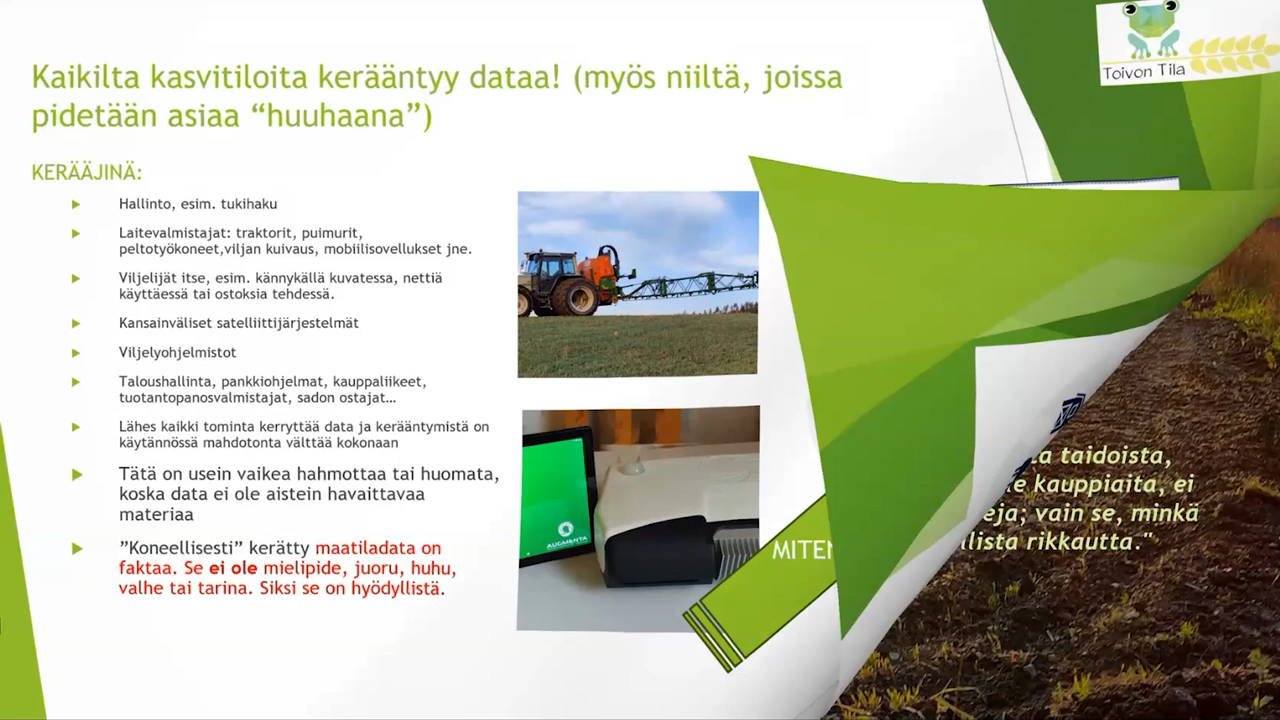 Kaikilta kasvitiloita kerääntyy dataa! (myös niiltä, joissa
pidetään asiaa “huuhaana”)
Toivon Tila
KERÄÄJINÄ:
Hallinto, esim. tukihaku
Laitevalmistajat: traktorit, puimurit,
peltotyökoneet,viljan kuivaus, mobiilisovellukset jne.
Viljelijät itse, esim. kännykällä kuvatessa, nettiä
käyttäessä tai ostoksia tehdessä.
Kansainväliset satelliittijärjestelmät
Viljelyohjelmistot
Taloushallinta, pankkiohjelmat, kauppaliikeet,
tuotantopanosvalmistajat, sadon ostajat…
Lähes kaikki tominta kerryttää data ja kerääntymistä on
käytännössä mahdotonta välttää kokonaan
Tätä on usein vaikea hahmottaa tai huomata,
koska data ei ole aistein havaittavaa
materiaa
”Koneellisesti” kerätty maatiladata on
faktaa. Se ei ole mielipide, juoru, huhu,
valhe tai tarina. Siksi se on hyödyllistä.
AUGMENTA
taidoista,
kauppiaita, ei
vain se, minkä
rikkautta."